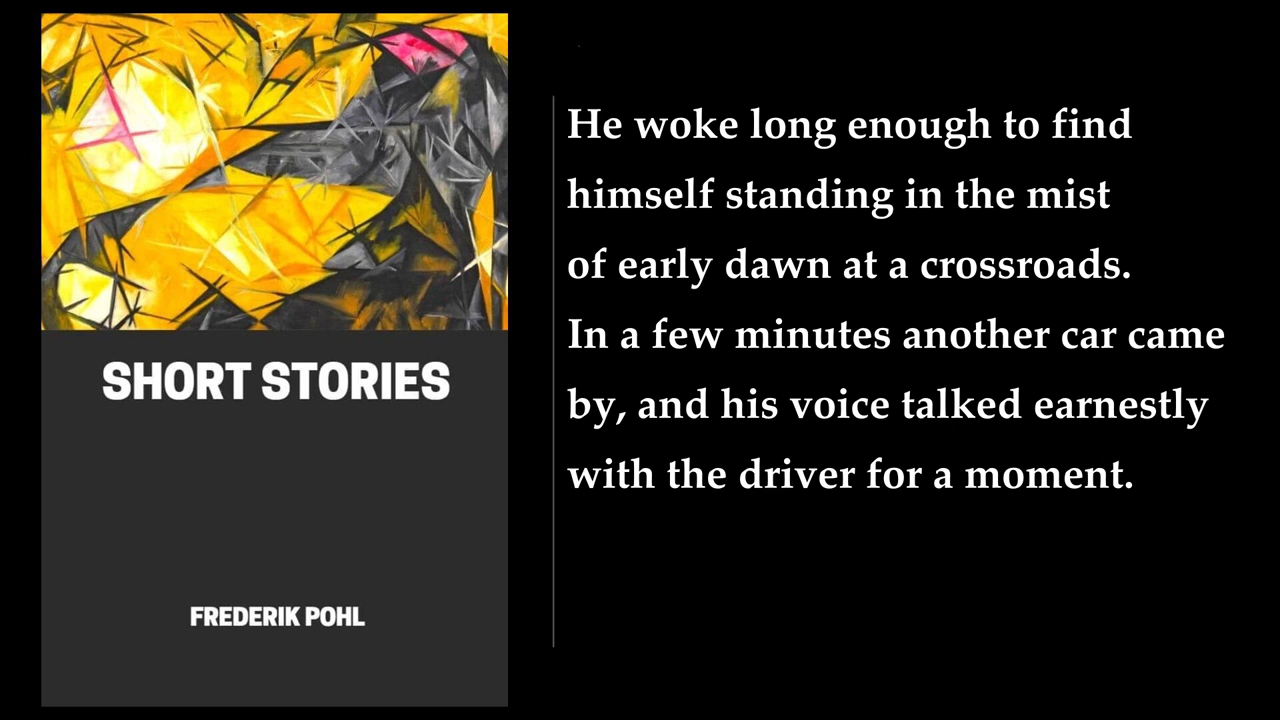 SHORT STORIES
FREDERIK POHL
He woke long enough to find
himself standing in the mist
of early dawn at a crossroads.
In a few minutes another car came
by, and his voice talked earnestly
with the driver for a moment.